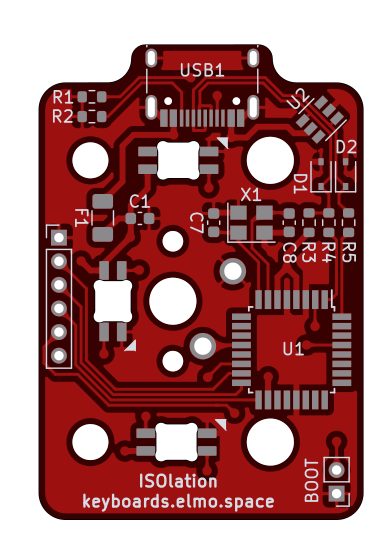 USB1
R1
R2
U2
D2
D1
C1
X1
F1
C7
C8
R3
R4
R5
U1
BOOT
ISOlation
keyboards.elmo.space